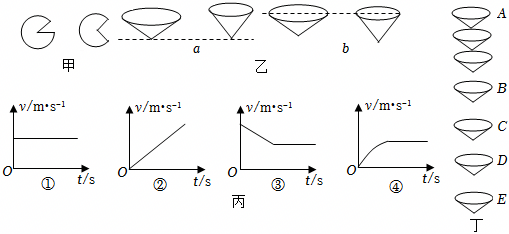 甲
a
乙
b
v/m•s⁻¹
O
t/s
①
v/m•s⁻¹
O
t/s
②
v/m•s⁻¹
O
t/s
③
v/m•s⁻¹
O
t/s
④
丙
A
B
C
D
E
丁